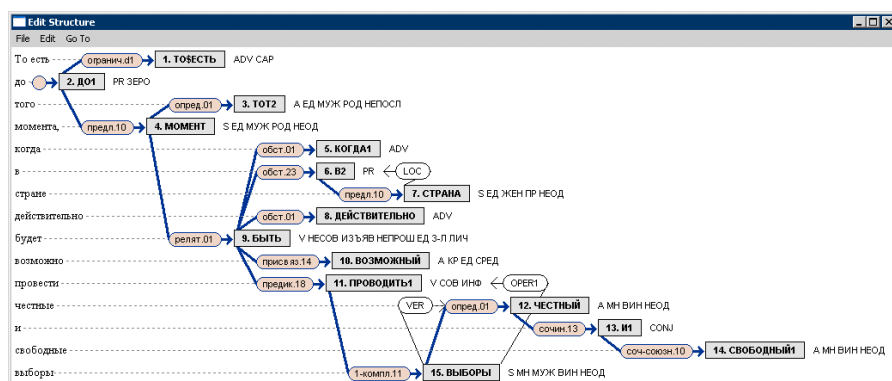 Edit Structure
File Edit Go To
То есть огранич.d1 1. ТО$ЕСТЬ ADV CAP
до 2. ДО1 PR ЗЕРО
того опред.01 3. ТОТ2 A ЕД МУЖ РОД НЕПОСЛ
момента, предл.10 4. МОМЕНТ S ЕД МУЖ РОД НЕОД
когда обст.01 5. КОГДА1 ADV
в обст.23 6. В2 PR LOC
стране предл.10 7. СТРАНА S ЕД ЖЕН ПР НЕОД
действительно обст.01 8. ДЕЙСТВИТЕЛЬНО ADV
будет релят.01 9. БЫТЬ V НЕСОВ ИЗЪЯВ НЕПРОШ ЕД 3-Л ЛИЧ
возможно присвяз.14 10. ВОЗМОЖНЫЙ A КР ЕД СРЕД
провести предик.18 11. ПРОВОДИТЬ1 V СОВ ИНФ OPER1
честные VER опред.01 12. ЧЕСТНЫЙ A МН ВИН НЕОД
и сочин.13 13. И1 CONJ
свободные соч-союзн.10 14. СВОБОДНЫЙ1 A МН ВИН НЕОД
выборы 1-компл.11 15. ВЫБОРЫ S МН МУЖ ВИН НЕОД